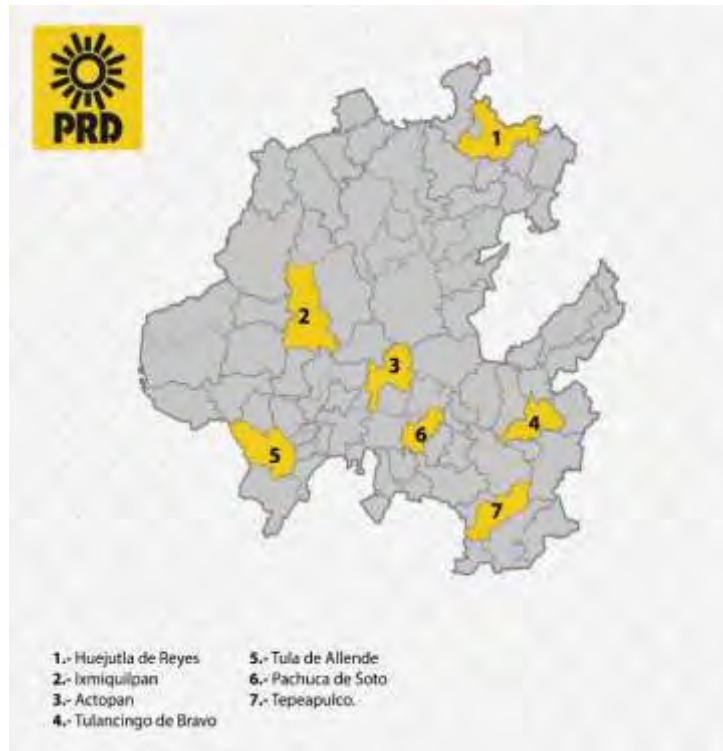 PRD
1
2
3
4
6
5
7
1.- Huejutla de Reyes
2.- Ixmiquilpan
3.- Actopan
4.- Tulancingo de Bravo
5.- Tula de Allende
6.- Pachuca de Soto
7.- Tepeapulco.